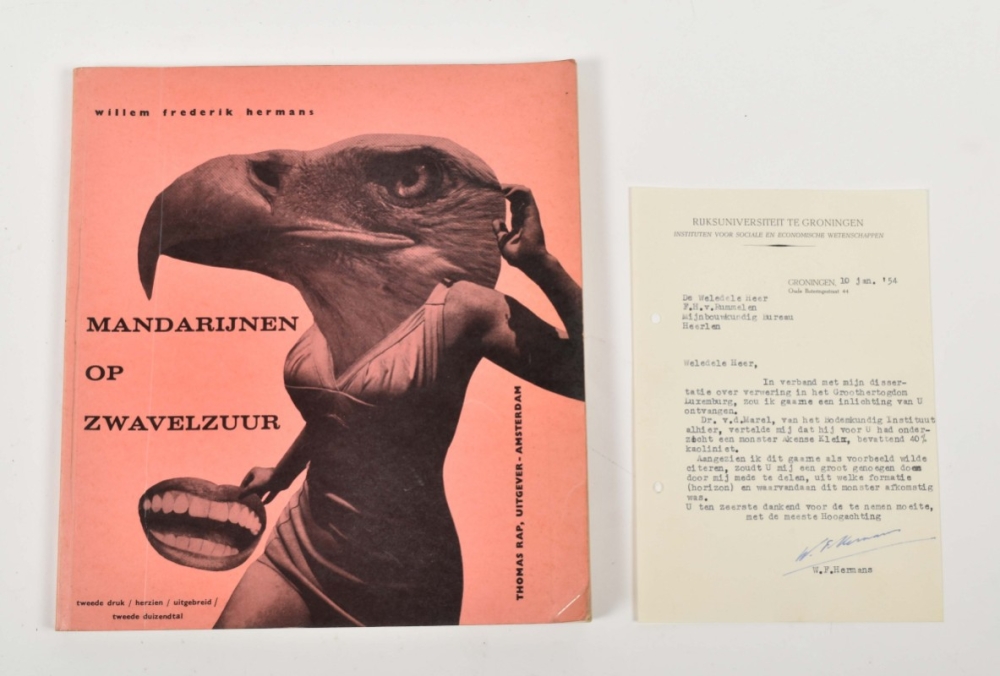 willem frederik hermans
MANDARIJNEN
OP
ZWAVELZUUR
THOMAS RAP, UITGEVER - AMSTERDAM
tweede druk / herzien / uitgebreid /
tweede duizendtal
RIJKSUNIVERSITEIT TE GRONINGEN
INSTITUTEN VOOR SOCIALE EN ECONOMISCHE WETENSCHAPPEN
GRONINGEN, 10 jan. '54
Oude Boteringestraat
De Weledele Heer
Mijnbouwkundig Bureau
Heerlen
Weledele Heer,
In verband met mijn disser-
tatie over verwering in het Groothertogdom
Luxemburg, zou ik gaarne een inlichting van U
ontvangen.
Dr. v.d.Marel, van het Bodemkundig Instituut
alhier, vertelde mij dat hij voor U had onder-
zocht een monster Akense Klei, bevattend 40%
kaoliniet.
Aangezien ik dit gaarne als voorbeeld wilde
citeren, zoudt U mij een groot genoegen doen
door mij mede te delen, uit welke formatie
(horizon) en waarvandaan dit monster afkomstig
was.
U ten zeerste dankend voor de te nemen moeite,
met de meeste Hoogachting
W.F.Hermans
W.F.Hermans